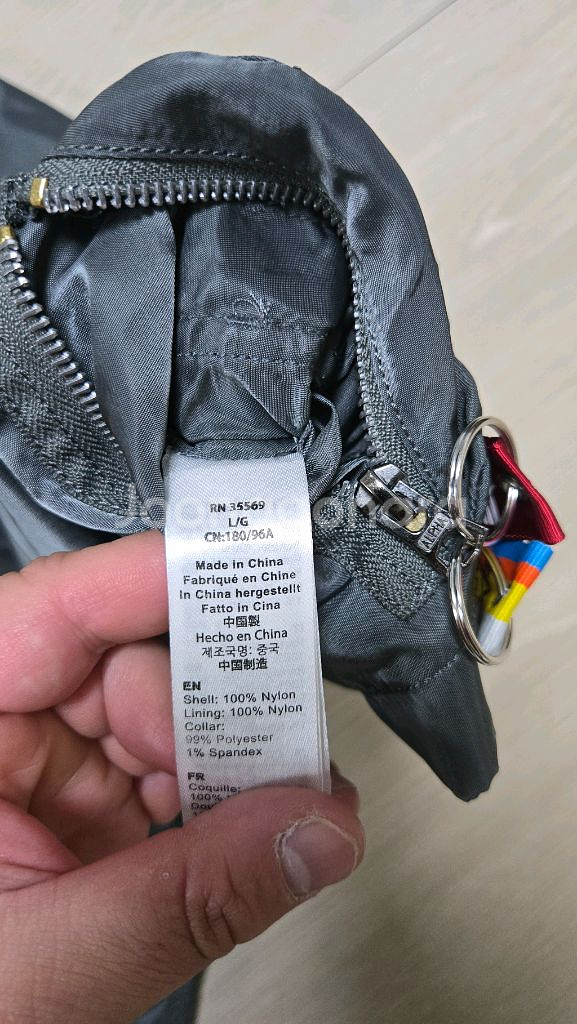 RN 35569
L/G
CN:180/96A
Made in China
Fabriqué en Chine
In China hergestellt
Fatto in Cina
中国製
Hecho en China
제조국명: 중국
中国制造
EN
Shell: 100% Nylon
Lining: 100% Nylon
Collar:
99% Polyester
1% Spandex
FR
Coquille:
100%
ALPHA